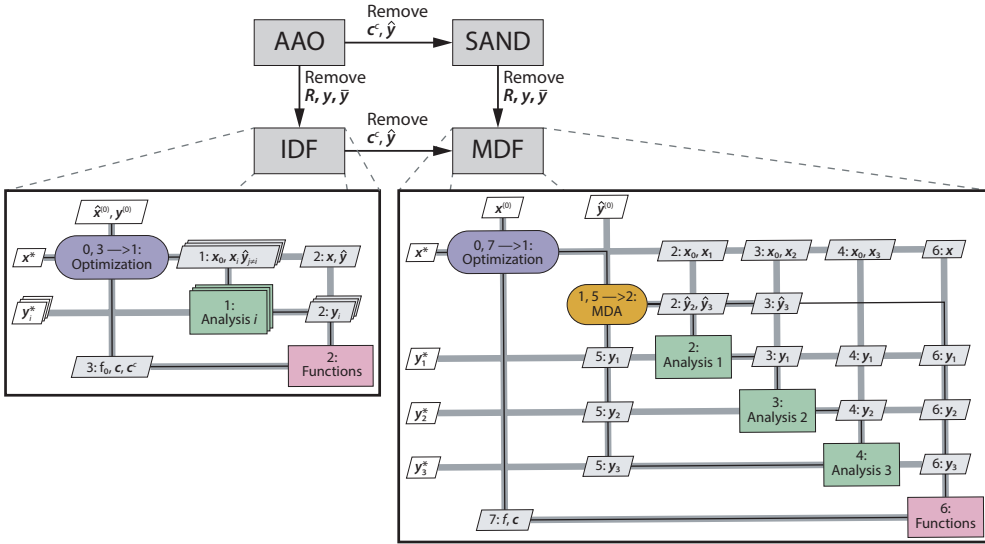 AAO
Remove
cᶜ, ŷ
SAND
Remove
R, y, ȳ
Remove
R, y, ȳ
IDF
Remove
cᶜ, ŷ
MDF
x̂⁽⁰⁾, y⁽⁰⁾
x*
0, 3 —>1:
Optimization
1: x₀, xᵢ ŷⱼ≠ᵢ
2: x, ŷ
yᵢ*
1:
Analysis i
2: yᵢ
3: f₀, c, cᶜ
2:
Functions
x⁽⁰⁾
ŷ⁽⁰⁾
x*
0, 7 —>1:
Optimization
2: x₀, x₁
3: x₀, x₂
4: x₀, x₃
6: x
1, 5 —>2:
MDA
2: ŷ₂, ŷ₃
3: ŷ₃
y₁*
5: y₁
2:
Analysis 1
3: y₁
4: y₁
6: y₁
y₂*
5: y₂
3:
Analysis 2
4: y₂
6: y₂
y₃*
5: y₃
4:
Analysis 3
6: y₃
7: f, c
6:
Functions